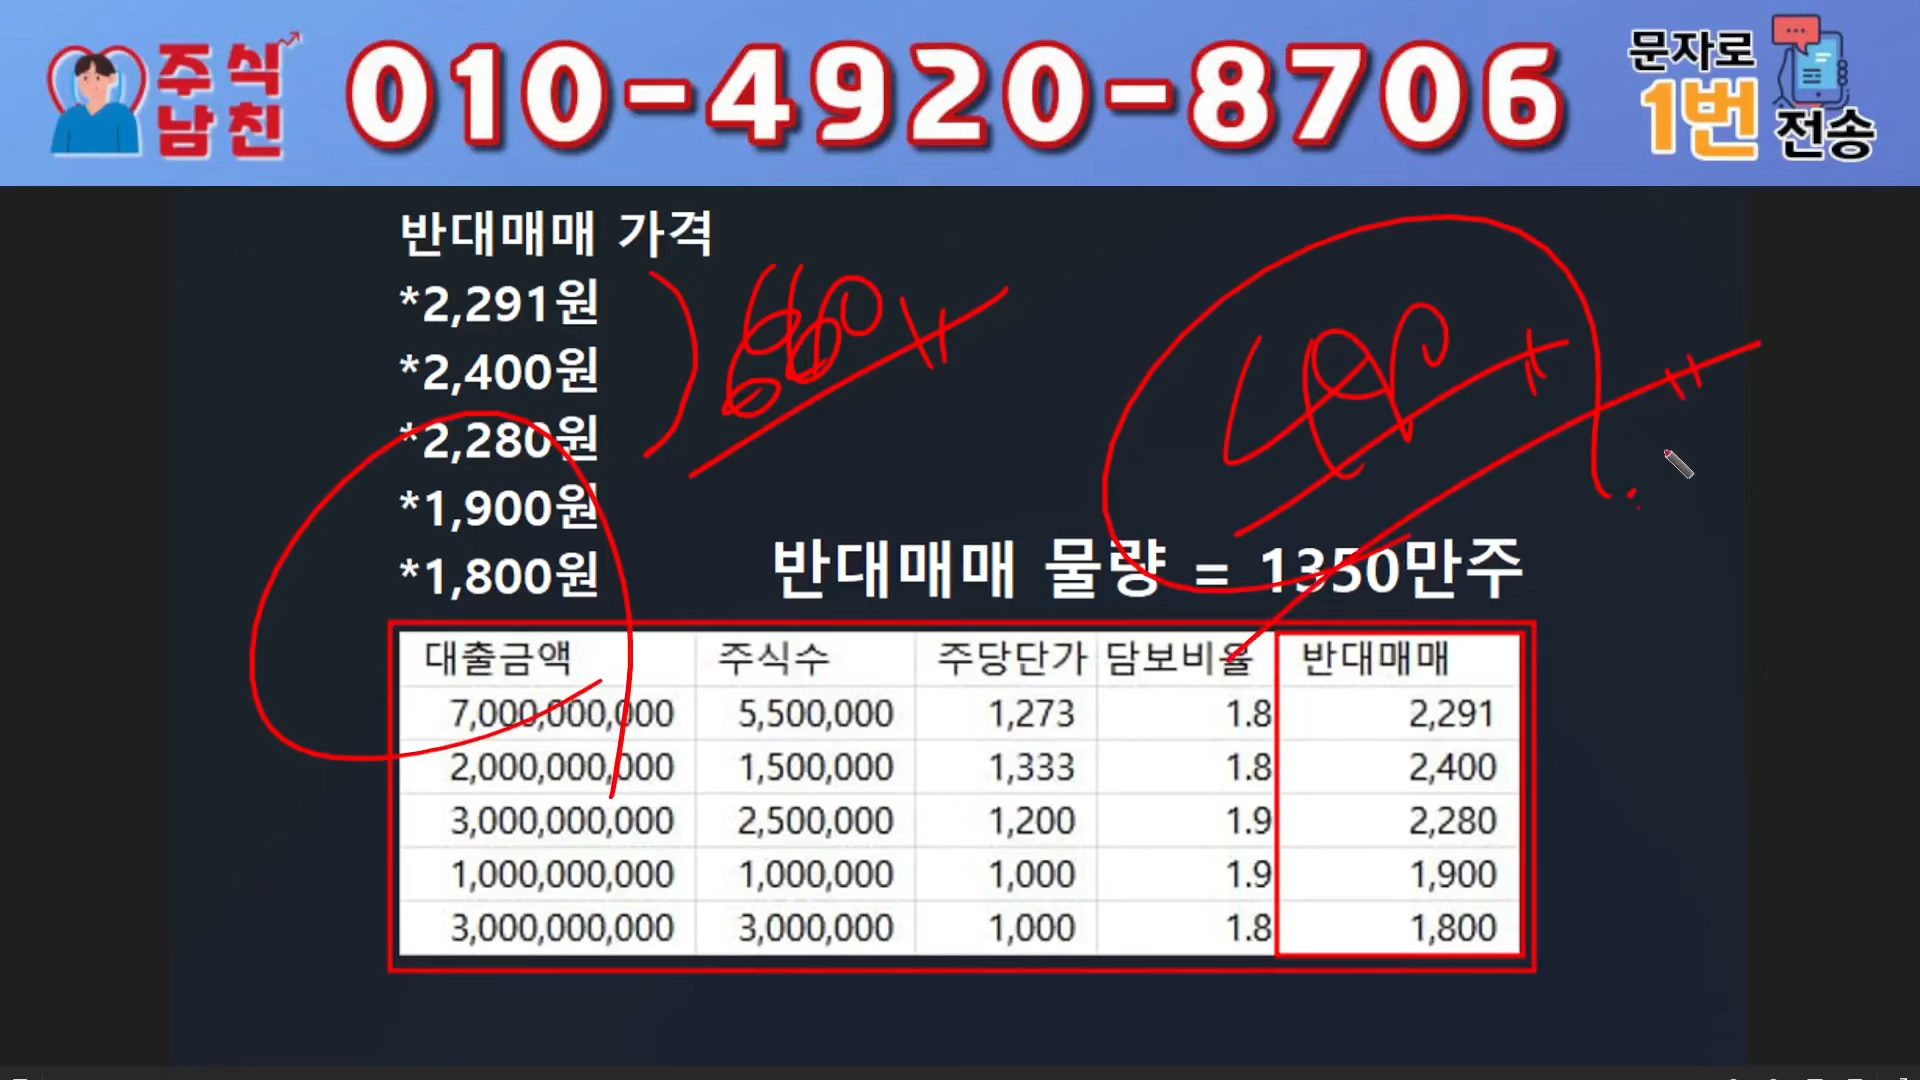 주식
남친
010-4920-8706
문자로
1번
전송
반대매매 가격
*2,291원
*2,400원
*2,280원
*1,900원
*1,800원
반대매매 물량 = 1350만주
대출금액 주식수 주당단가 담보비율 반대매매
7,000,000,000 5,500,000 1,273 1.8 2,291
2,000,000,000 1,500,000 1,333 1.8 2,400
3,000,000,000 2,500,000 1,200 1.9 2,280
1,000,000,000 1,000,000 1,000 1.9 1,900
3,000,000,000 3,000,000 1,000 1.8 1,800